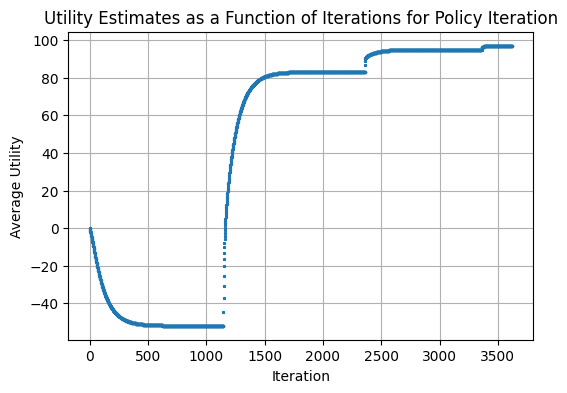 Utility Estimates as a Function of Iterations for Policy Iteration
100
80
60
40
20
0
−20
−40
Average Utility
0 500 1000 1500 2000 2500 3000 3500
Iteration